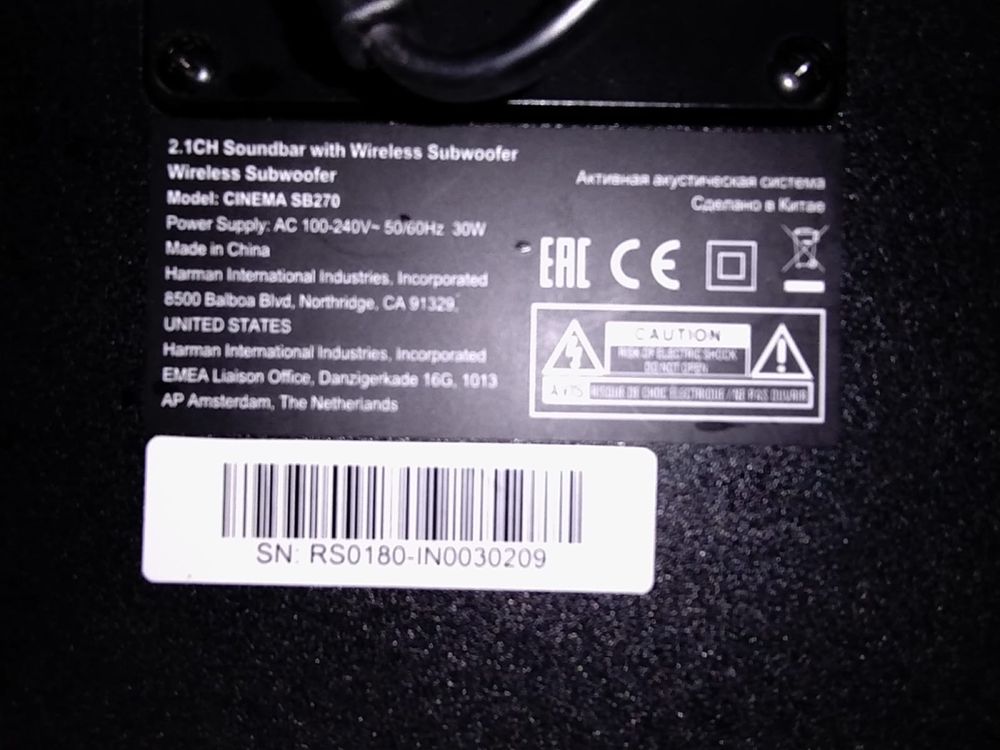 2.1CH Soundbar with Wireless Subwoofer
Wireless Subwoofer
Model: CINEMA SB270
Power Supply: AC 100-240V~ 50/60Hz 30W
Made in China
Harman International Industries, Incorporated
8500 Balboa Blvd, Northridge, CA 91329,
UNITED STATES
Harman International Industries, Incorporated
EMEA Liaison Office, Danzigerkade 16G, 1013
AP Amsterdam, The Netherlands
Активная акустическая система
Сделано в Китае
EAC CE
CAUTION
RISK OF ELECTRIC SHOCK
DO NOT OPEN
AVIS RISQUE DE CHOC ELECTRIQUE / NE PAS OUVRIR
SN: RS0180-IN0030209